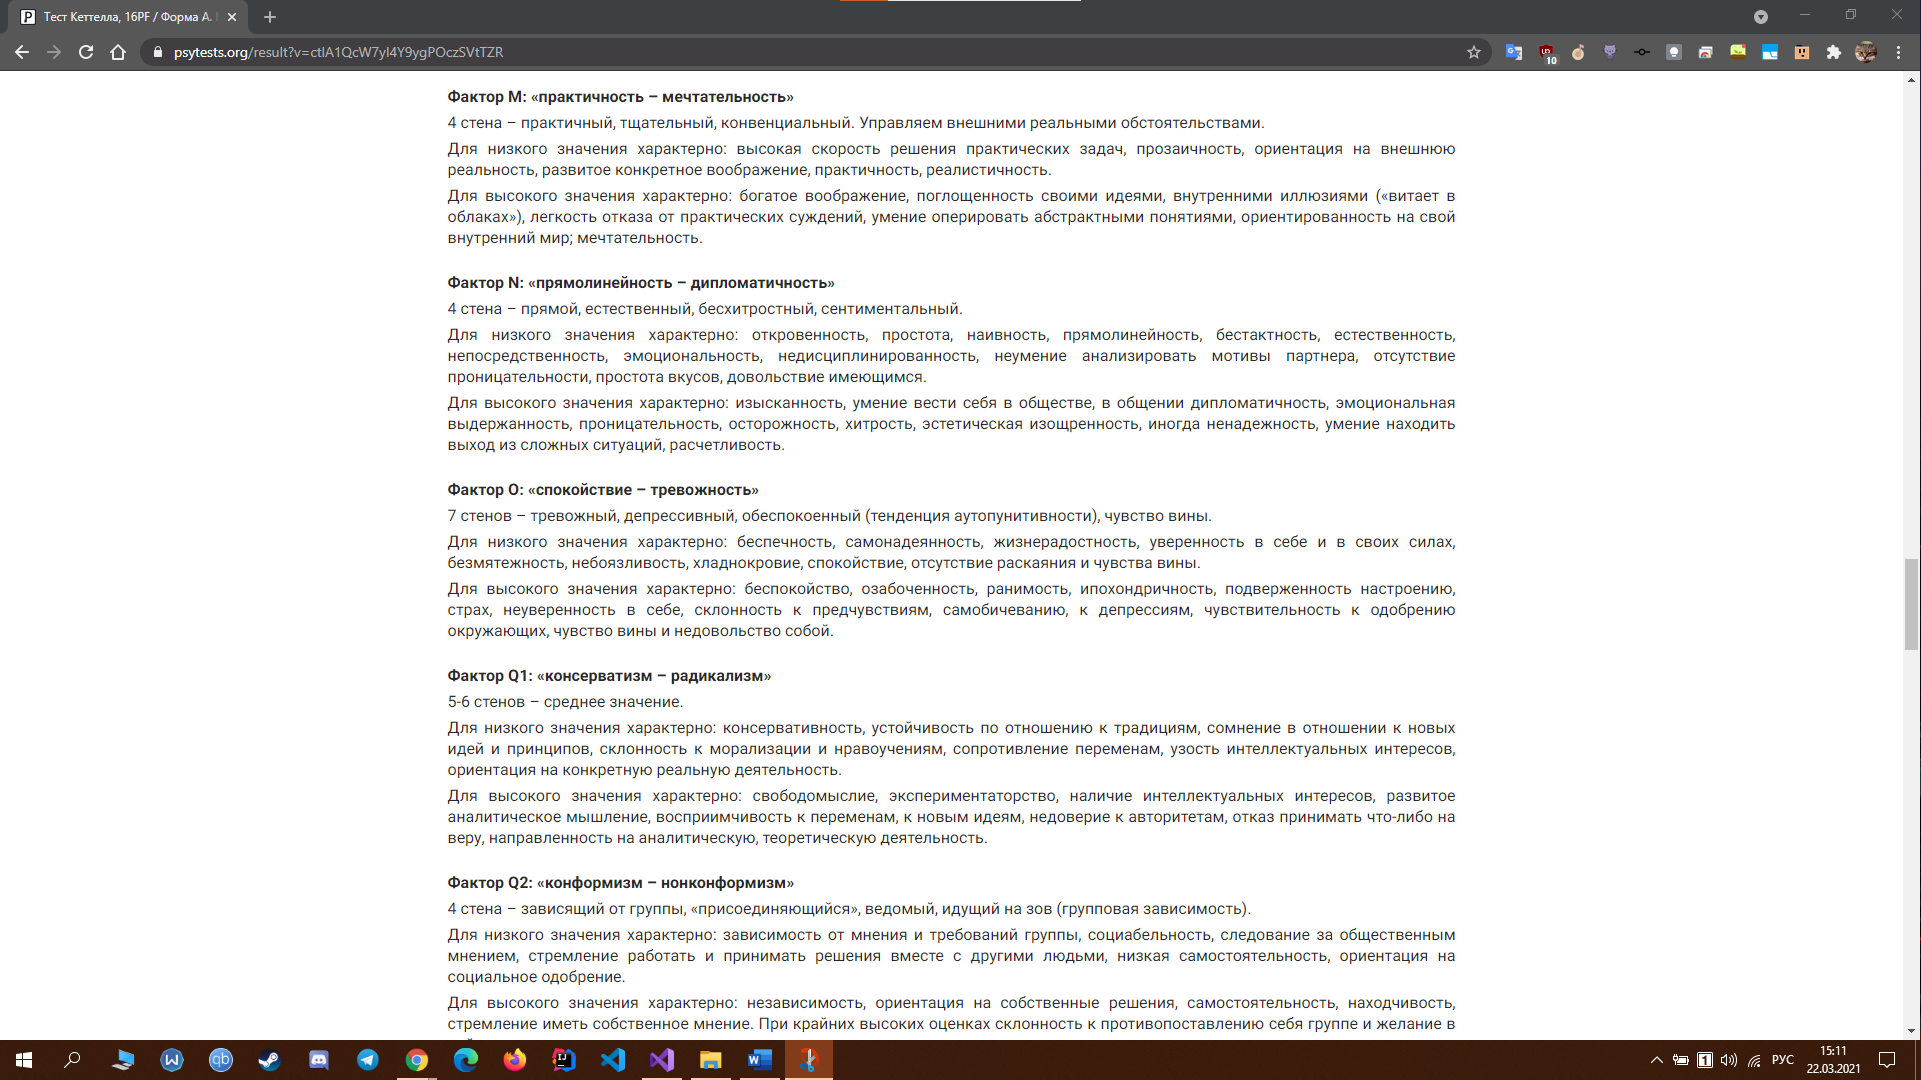 Тест Кеттелла, 16PF / Форма А.
psytests.org/result?v=ctlA1QcW7yl4Y9ygPOczSVtTZR
10
Фактор M: «практичность – мечтательность»
4 стена – практичный, тщательный, конвенциальный. Управляем внешними реальными обстоятельствами.
Для низкого значения характерно: высокая скорость решения практических задач, прозаичность, ориентация на внешнюю
реальность, развитое конкретное воображение, практичность, реалистичность.
Для высокого значения характерно: богатое воображение, поглощенность своими идеями, внутренними иллюзиями («витает в
облаках»), легкость отказа от практических суждений, умение оперировать абстрактными понятиями, ориентированность на свой
внутренний мир; мечтательность.
Фактор N: «прямолинейность – дипломатичность»
4 стена – прямой, естественный, бесхитростный, сентиментальный.
Для низкого значения характерно: откровенность, простота, наивность, прямолинейность, бестактность, естественность,
непосредственность, эмоциональность, недисциплинированность, неумение анализировать мотивы партнера, отсутствие
проницательности, простота вкусов, довольствие имеющимся.
Для высокого значения характерно: изысканность, умение вести себя в обществе, в общении дипломатичность, эмоциональная
выдержанность, проницательность, осторожность, хитрость, эстетическая изощренность, иногда ненадежность, умение находить
выход из сложных ситуаций, расчетливость.
Фактор O: «спокойствие – тревожность»
7 стенов – тревожный, депрессивный, обеспокоенный (тенденция аутопунитивности), чувство вины.
Для низкого значения характерно: беспечность, самонадеянность, жизнерадостность, уверенность в себе и в своих силах,
безмятежность, небоязливость, хладнокровие, спокойствие, отсутствие раскаяния и чувства вины.
Для высокого значения характерно: беспокойство, озабоченность, ранимость, ипохондричность, подверженность настроению,
страх, неуверенность в себе, склонность к предчувствиям, самобичеванию, к депрессиям, чувствительность к одобрению
окружающих, чувство вины и недовольство собой.
Фактор Q1: «консерватизм – радикализм»
5-6 стенов – среднее значение.
Для низкого значения характерно: консервативность, устойчивость по отношению к традициям, сомнение в отношении к новых
идей и принципов, склонность к морализации и нравоучениям, сопротивление переменам, узость интеллектуальных интересов,
ориентация на конкретную реальную деятельность.
Для высокого значения характерно: свободомыслие, экспериментаторство, наличие интеллектуальных интересов, развитое
аналитическое мышление, восприимчивость к переменам, к новым идеям, недоверие к авторитетам, отказ принимать что-либо на
веру, направленность на аналитическую, теоретическую деятельность.
Фактор Q2: «конформизм – нонконформизм»
4 стена – зависящий от группы, «присоединяющийся», ведомый, идущий на зов (групповая зависимость).
Для низкого значения характерно: зависимость от мнения и требований группы, социабельность, следование за общественным
мнением, стремление работать и принимать решения вместе с другими людьми, низкая самостоятельность, ориентация на
социальное одобрение.
Для высокого значения характерно: независимость, ориентация на собственные решения, самостоятельность, находчивость,
стремление иметь собственное мнение. При крайних высоких оценках склонность к противопоставлению себя группе и желание в
1
РУС
15:11
22.03.2021